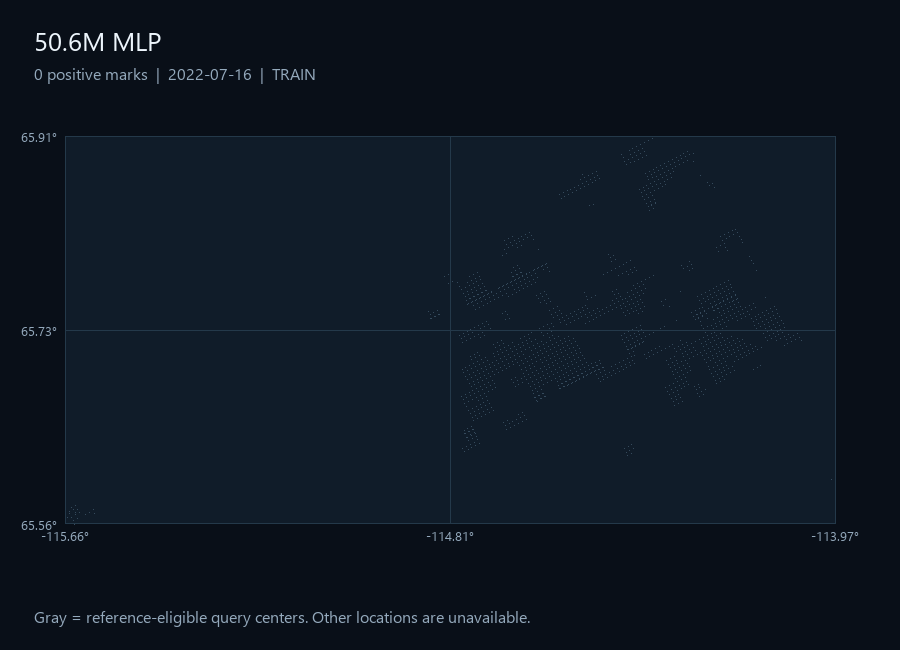 50.6M MLP
0 positive marks | 2022-07-16 | TRAIN
65.91°
65.73°
65.56°
-115.66°
-114.81°
-113.97°
Gray = reference-eligible query centers. Other locations are unavailable.